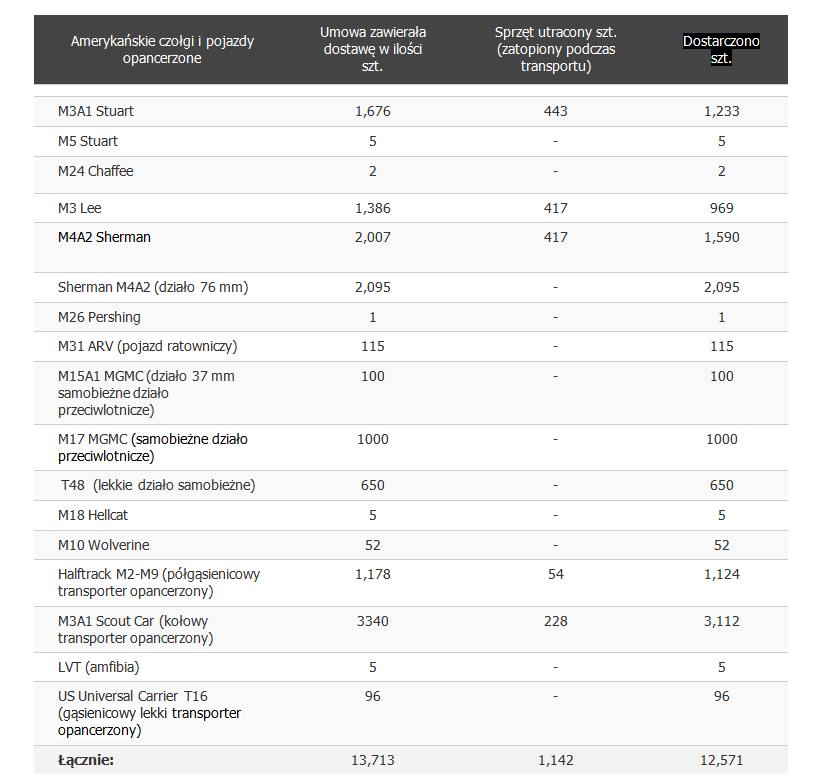 Amerykańskie czołgi i pojazdy opancerzone Umowa zawierała dostawę w ilości szt. Sprzęt utracony szt. (zatopiony podczas transportu) Dostarczono szt.
M3A1 Stuart 1,676 443 1,233
M5 Stuart 5 - 5
M24 Chaffee 2 - 2
M3 Lee 1,386 417 969
M4A2 Sherman 2,007 417 1,590
Sherman M4A2 (działo 76 mm) 2,095 - 2,095
M26 Pershing 1 - 1
M31 ARV (pojazd ratowniczy) 115 - 115
M15A1 MGMC (działo 37 mm 100 - 100
samobieżne działo
przeciwlotnicze)
M17 MGMC (samobieżne działo 1000 - 1000
przeciwlotnicze)
T48 (lekkie działo samobieżne) 650 - 650
M18 Hellcat 5 - 5
M10 Wolverine 52 - 52
Halftrack M2-M9 (półgąsienicowy 1,178 54 1,124
transporter opancerzony)
M3A1 Scout Car (kołowy 3340 228 3,112
transporter opancerzony)
LVT (amfibia) 5 - 5
US Universal Carrier T16 96 - 96
(gąsienicowy lekki transporter
opancerzony)
Łącznie: 13,713 1,142 12,571